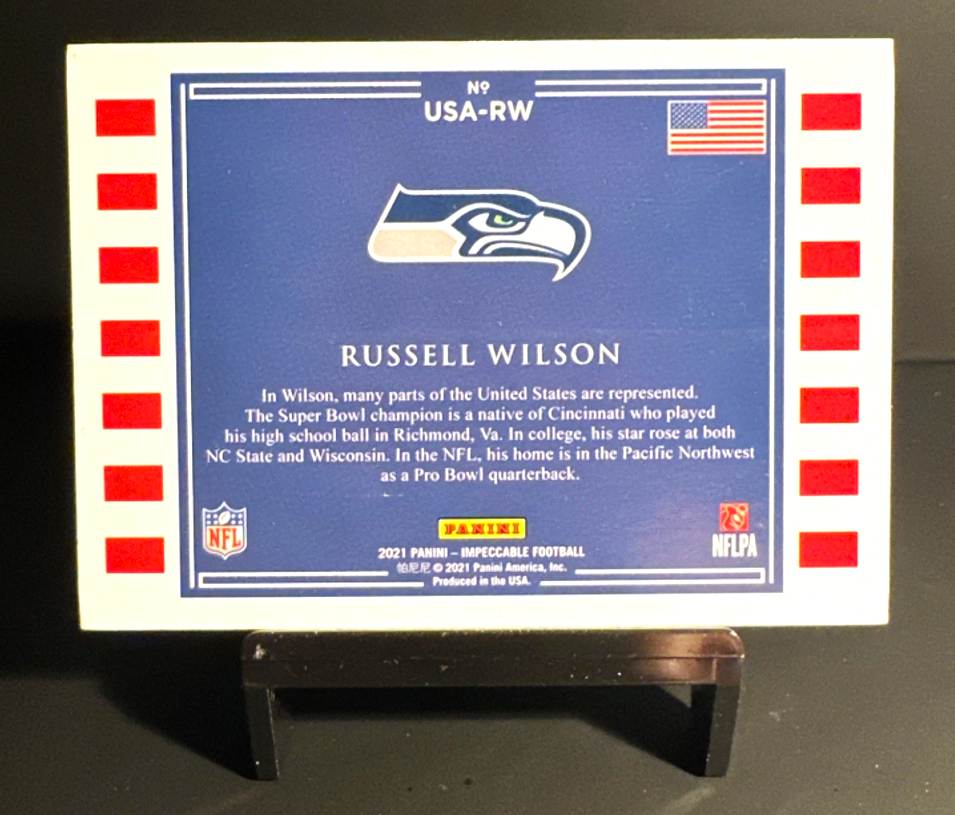 Nº
USA-RW
RUSSELL WILSON
In Wilson, many parts of the United States are represented.
The Super Bowl champion is a native of Cincinnati who played
his high school ball in Richmond, Va. In college, his star rose at both
NC State and Wisconsin. In the NFL, his home is in the Pacific Northwest
as a Pro Bowl quarterback.
NFL
PANINI
NFLPA
2021 PANINI – IMPECCABLE FOOTBALL
帕尼尼 © 2021 Panini America, Inc.
Produced in the USA.